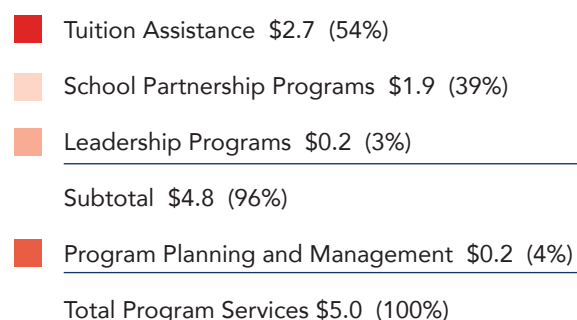 Tuition Assistance $2.7 (54%)
School Partnership Programs $1.9 (39%)
Leadership Programs $0.2 (3%)
Subtotal $4.8 (96%)
Program Planning and Management $0.2 (4%)
Total Program Services $5.0 (100%)